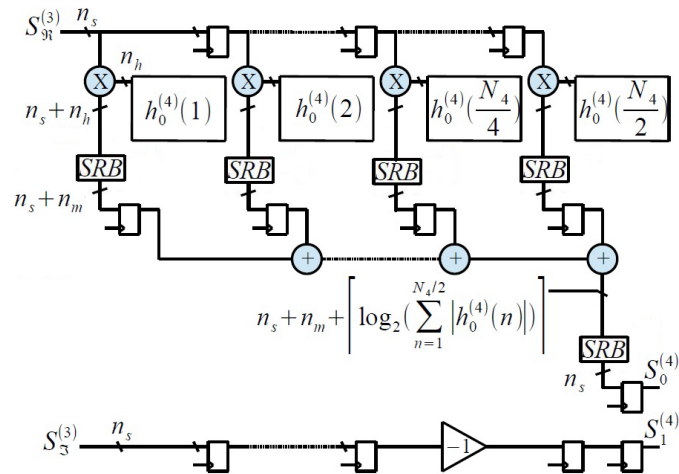 S_ℜ^(3) n_s
X n_h X X X
h_0^(4)(1) h_0^(4)(2) h_0^(4)(N_4/4) h_0^(4)(N_4/2)
n_s+n_h
SRB SRB SRB SRB
n_s+n_m
+ + +
n_s+n_m+⌈log_2(∑_{n=1}^{N_4/2}|h_0^(4)(n)|)⌉
SRB
n_s S_0^(4)
S_ℑ^(3) n_s −1 S_1^(4)